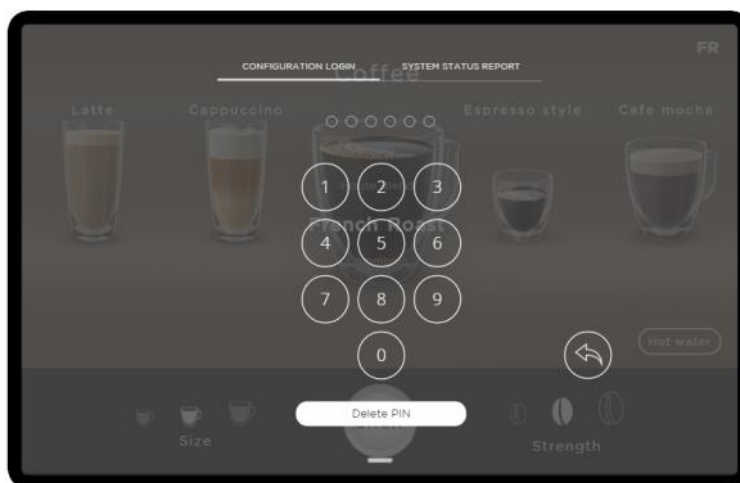 FR
CONFIGURATION LOGIN SYSTEM STATUS REPORT
Coffee
Latte Cappuccino Espresso style Cafe mocha
1 2 3
French Roast
4 5 6
7 8 9
0
Hot water
Delete PIN
Size Strength